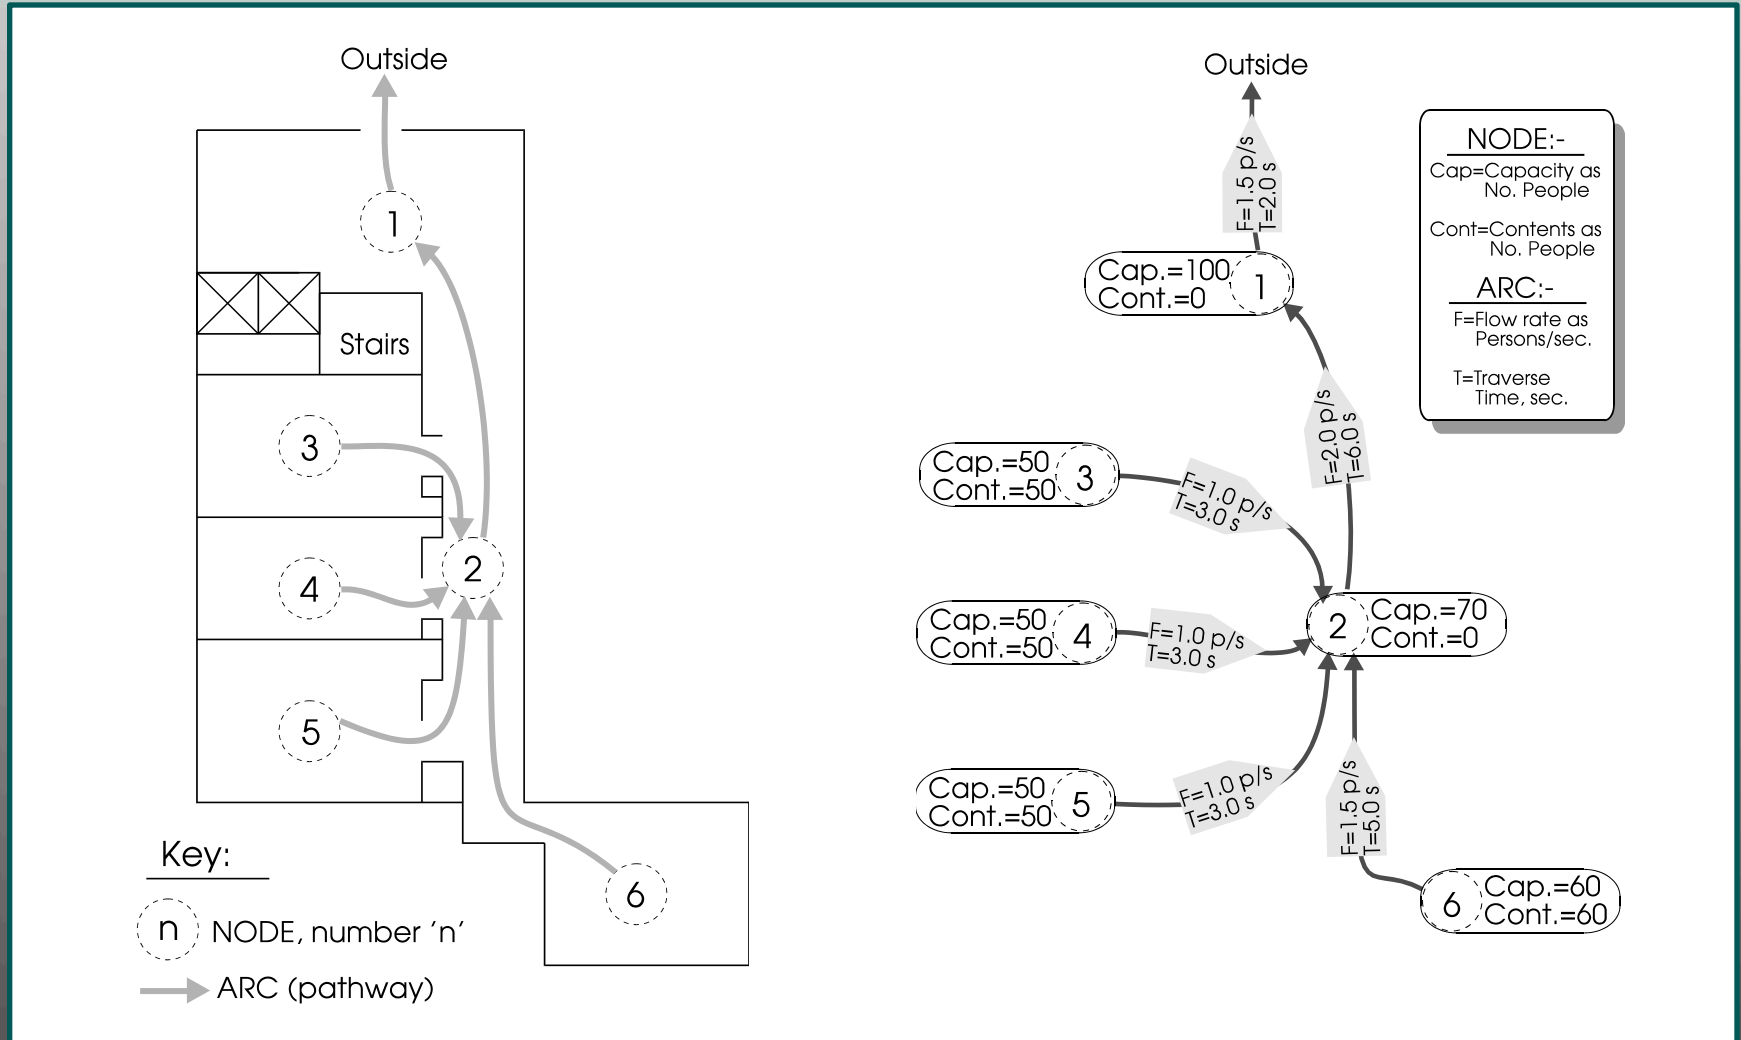 Outside
1
Stairs
3
2
4
5
6
Key:
n
NODE, number 'n'
ARC (pathway)
Outside
F=1.5 p/s
T=2.0 s
Cap.=100
Cont.=0
1
F=2.0 p/s
T=6.0 s
Cap.=50
Cont.=50
3
F=1.0 p/s
T=3.0 s
Cap.=50
Cont.=50
4
F=1.0 p/s
T=3.0 s
2
Cap.=70
Cont.=0
Cap.=50
Cont.=50
5
F=1.0 p/s
T=3.0 s
F=1.5 p/s
T=5.0 s
6
Cap.=60
Cont.=60
NODE:-
Cap=Capacity as
No. People
Cont=Contents as
No. People
ARC:-
F=Flow rate as
Persons/sec.
T=Traverse
Time, sec.